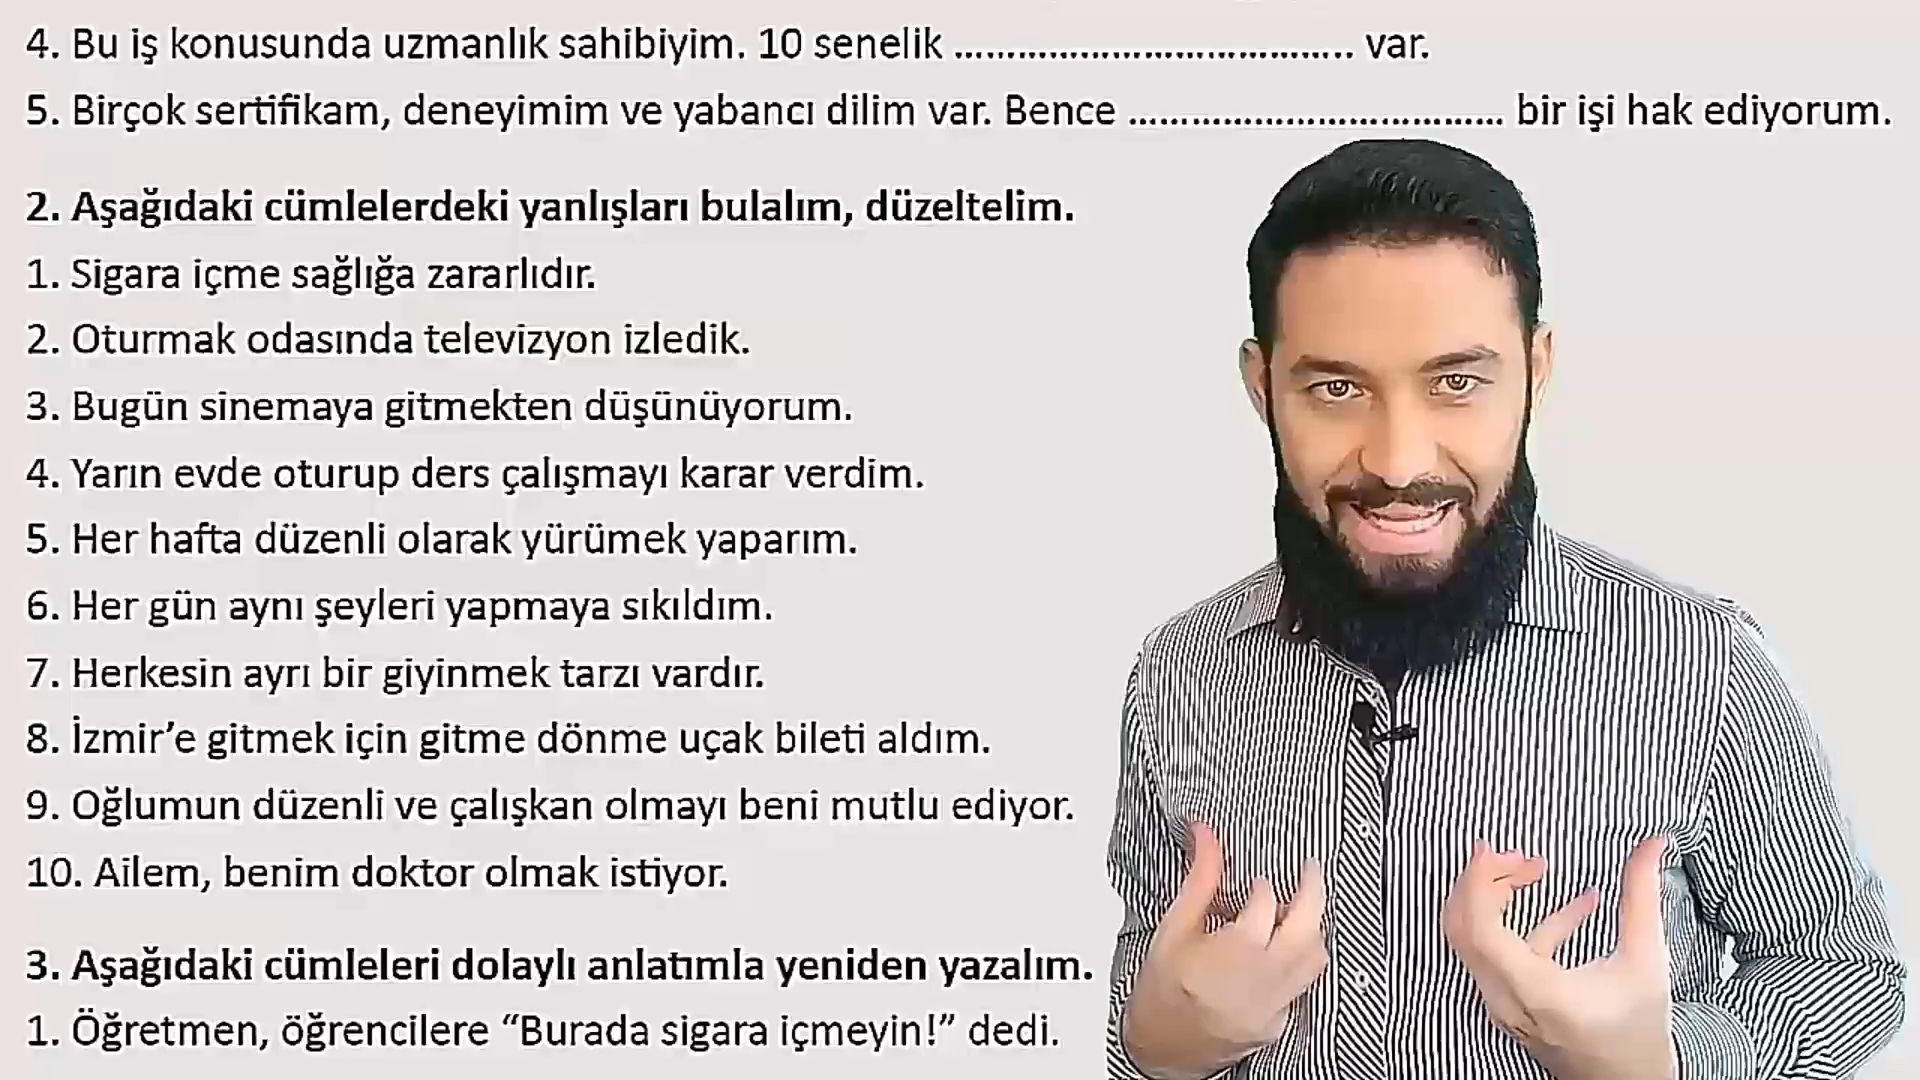 4. Bu iş konusunda uzmanlık sahibiyim. 10 senelik ........................................ var.
5. Birçok sertifikam, deneyimim ve yabancı dilim var. Bence ...................................... bir işi hak ediyorum.
2. Aşağıdaki cümlelerdeki yanlışları bulalım, düzeltelim.
1. Sigara içme sağlığa zararlıdır.
2. Oturmak odasında televizyon izledik.
3. Bugün sinemaya gitmekten düşünüyorum.
4. Yarın evde oturup ders çalışmayı karar verdim.
5. Her hafta düzenli olarak yürümek yaparım.
6. Her gün aynı şeyleri yapmaya sıkıldım.
7. Herkesin ayrı bir giyinmek tarzı vardır.
8. İzmir’e gitmek için gitme dönme uçak bileti aldım.
9. Oğlumun düzenli ve çalışkan olmayı beni mutlu ediyor.
10. Ailem, benim doktor olmak istiyor.
3. Aşağıdaki cümleleri dolaylı anlatımla yeniden yazalım.
1. Öğretmen, öğrencilere “Burada sigara içmeyin!” dedi.